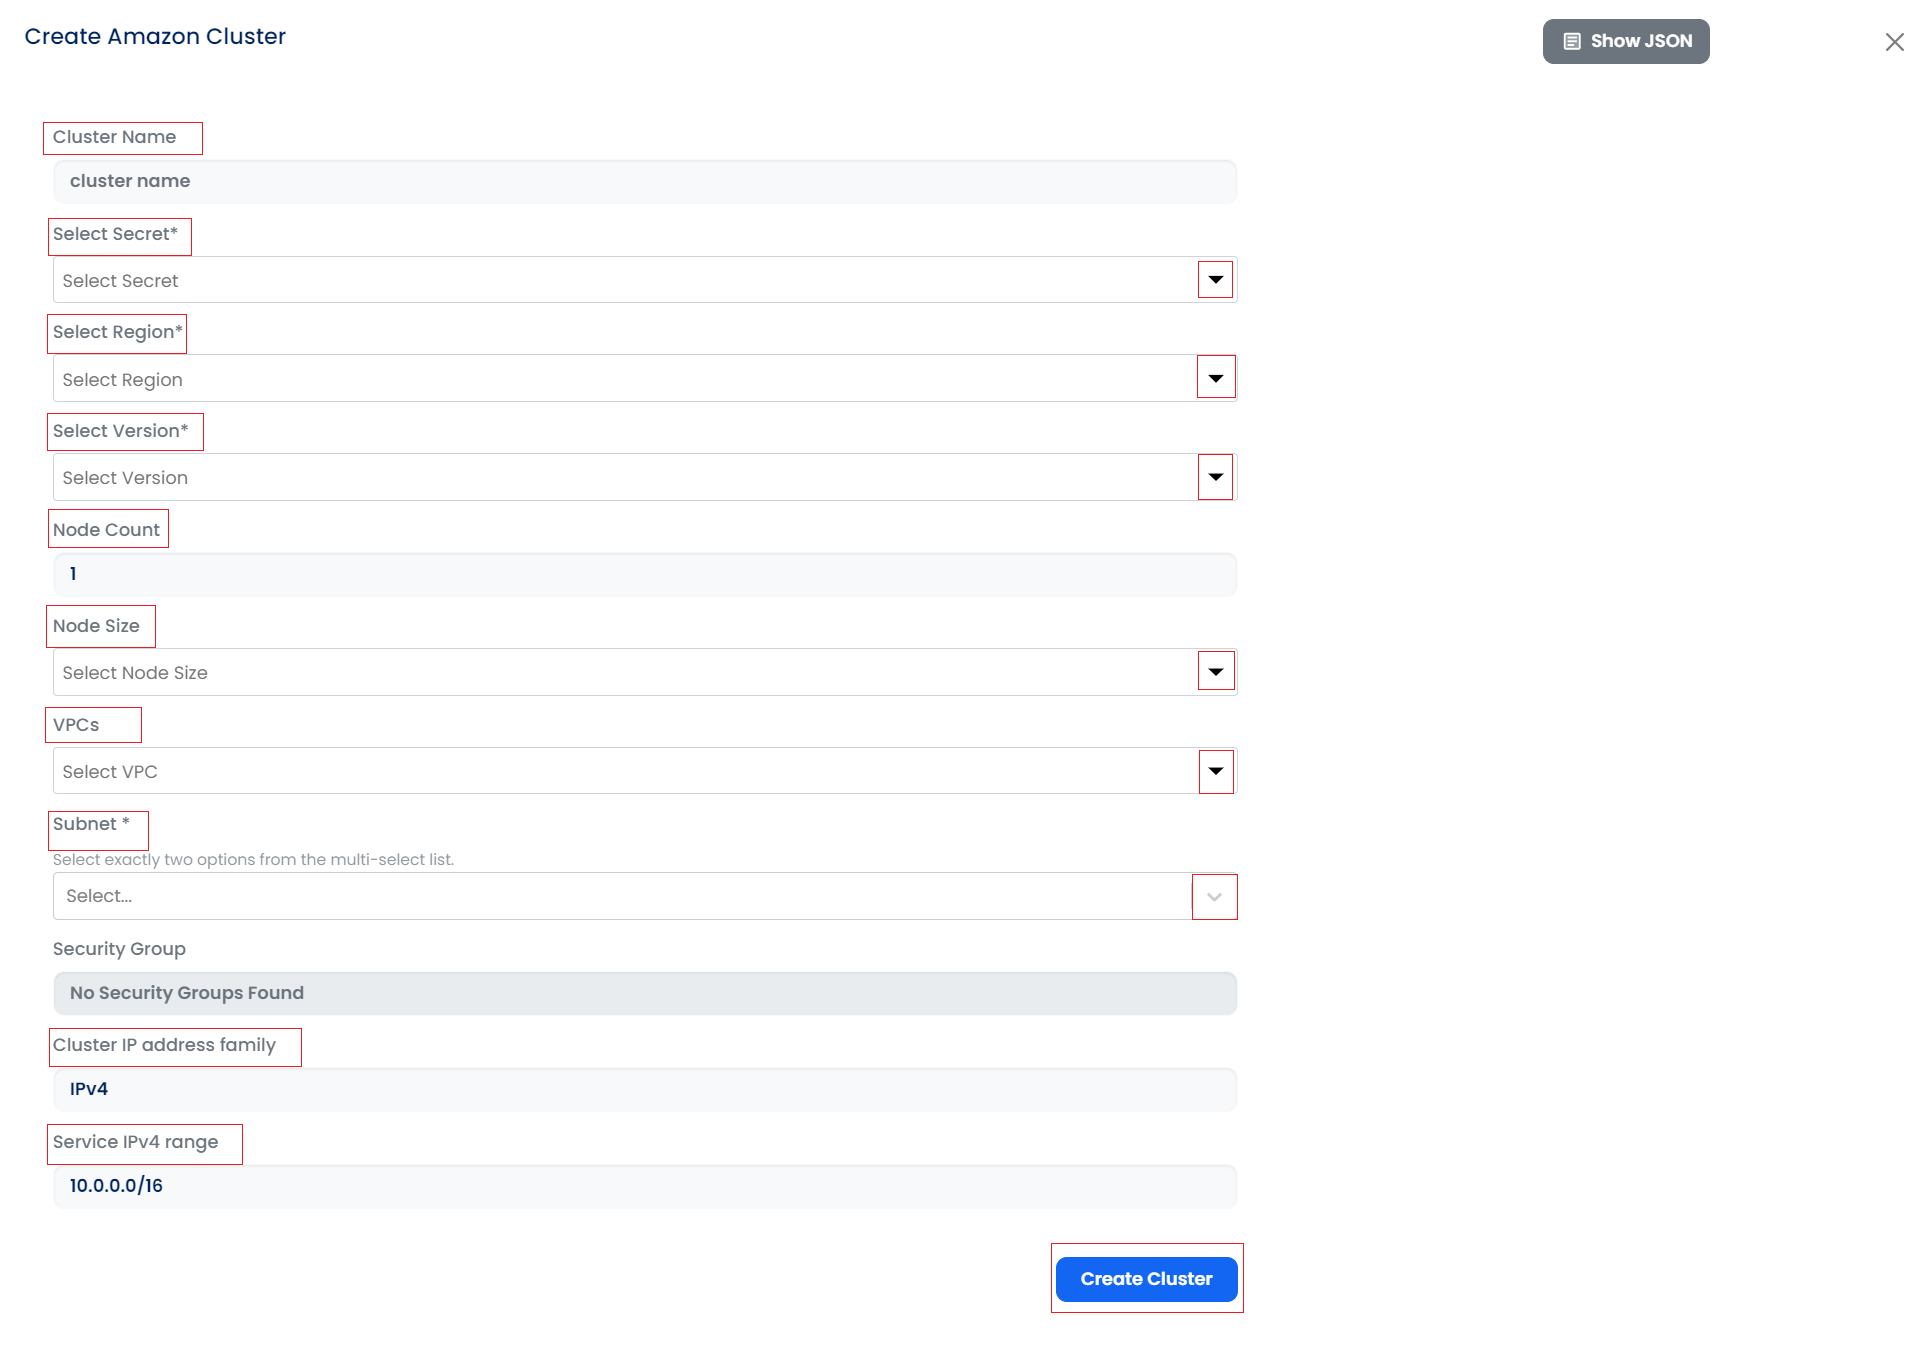 Create Amazon Cluster
Show JSON
Cluster Name
cluster name
Select Secret*
Select Secret
Select Region*
Select Region
Select Version*
Select Version
Node Count
1
Node Size
Select Node Size
VPCs
Select VPC
Subnet *
Select exactly two options from the multi-select list.
Select...
Security Group
No Security Groups Found
Cluster IP address family
IPv4
Service IPv4 range
10.0.0.0/16
Create Cluster